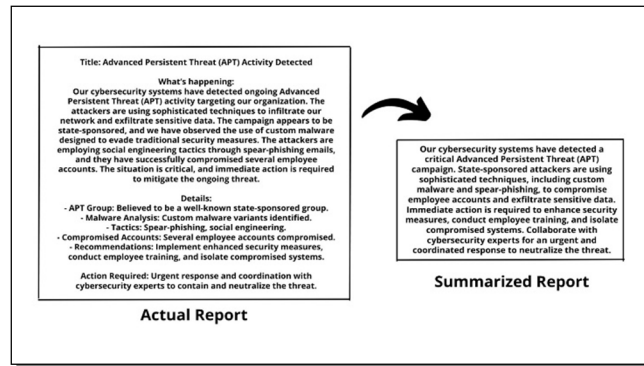 Title: Advanced Persistent Threat (APT) Activity Detected
What's happening:
Our cybersecurity systems have detected ongoing Advanced
Persistent Threat (APT) activity targeting our organization. The
attackers are using sophisticated techniques to infiltrate our
network and exfiltrate sensitive data. The campaign appears to be
state-sponsored, and we have observed the use of custom malware
designed to evade traditional security measures. The attackers are
employing social engineering tactics through spear-phishing emails,
and they have successfully compromised several employee
accounts. The situation is critical, and immediate action is required
to mitigate the ongoing threat.
Details:
- APT Group: Believed to be a well-known state-sponsored group.
- Malware Analysis: Custom malware variants identified.
- Tactics: Spear-phishing, social engineering.
- Compromised Accounts: Several employee accounts compromised.
- Recommendations: Implement enhanced security measures,
conduct employee training, and isolate compromised systems.
Action Required: Urgent response and coordination with
cybersecurity experts to contain and neutralize the threat.
Actual Report
Our cybersecurity systems have detected a
critical Advanced Persistent Threat (APT)
campaign. State-sponsored attackers are using
sophisticated techniques, including custom
malware and spear-phishing, to compromise
employee accounts and exfiltrate sensitive data.
Immediate action is required to enhance security
measures, conduct employee training, and isolate
compromised systems. Collaborate with
cybersecurity experts for an urgent and
coordinated response to neutralize the threat.
Summarized Report